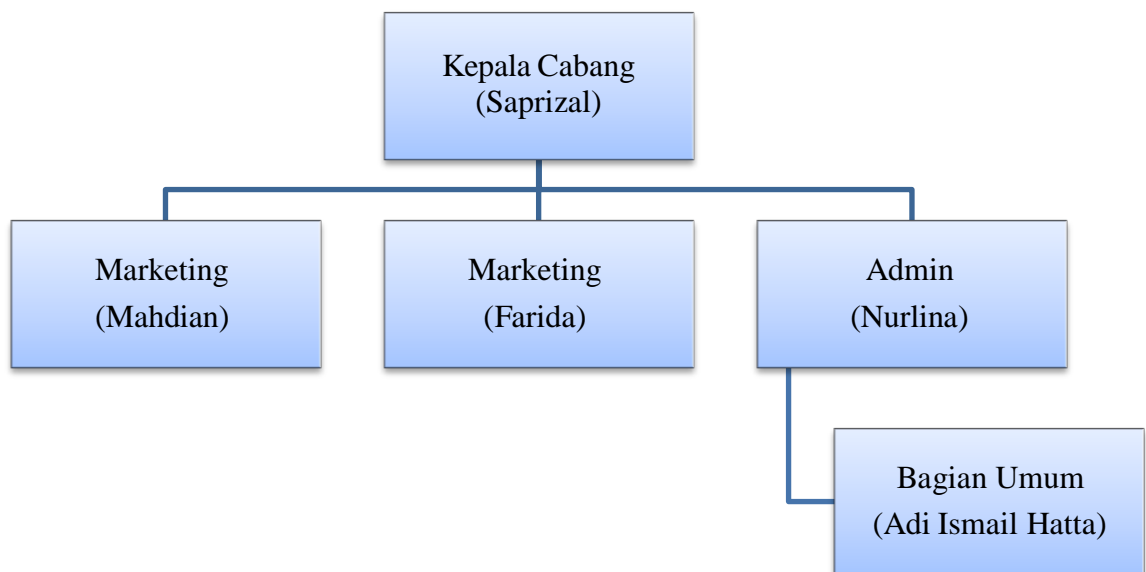 Kepala Cabang
(Saprizal)
Marketing
(Mahdian)
Marketing
(Farida)
Admin
(Nurlina)
Bagian Umum
(Adi Ismail Hatta)